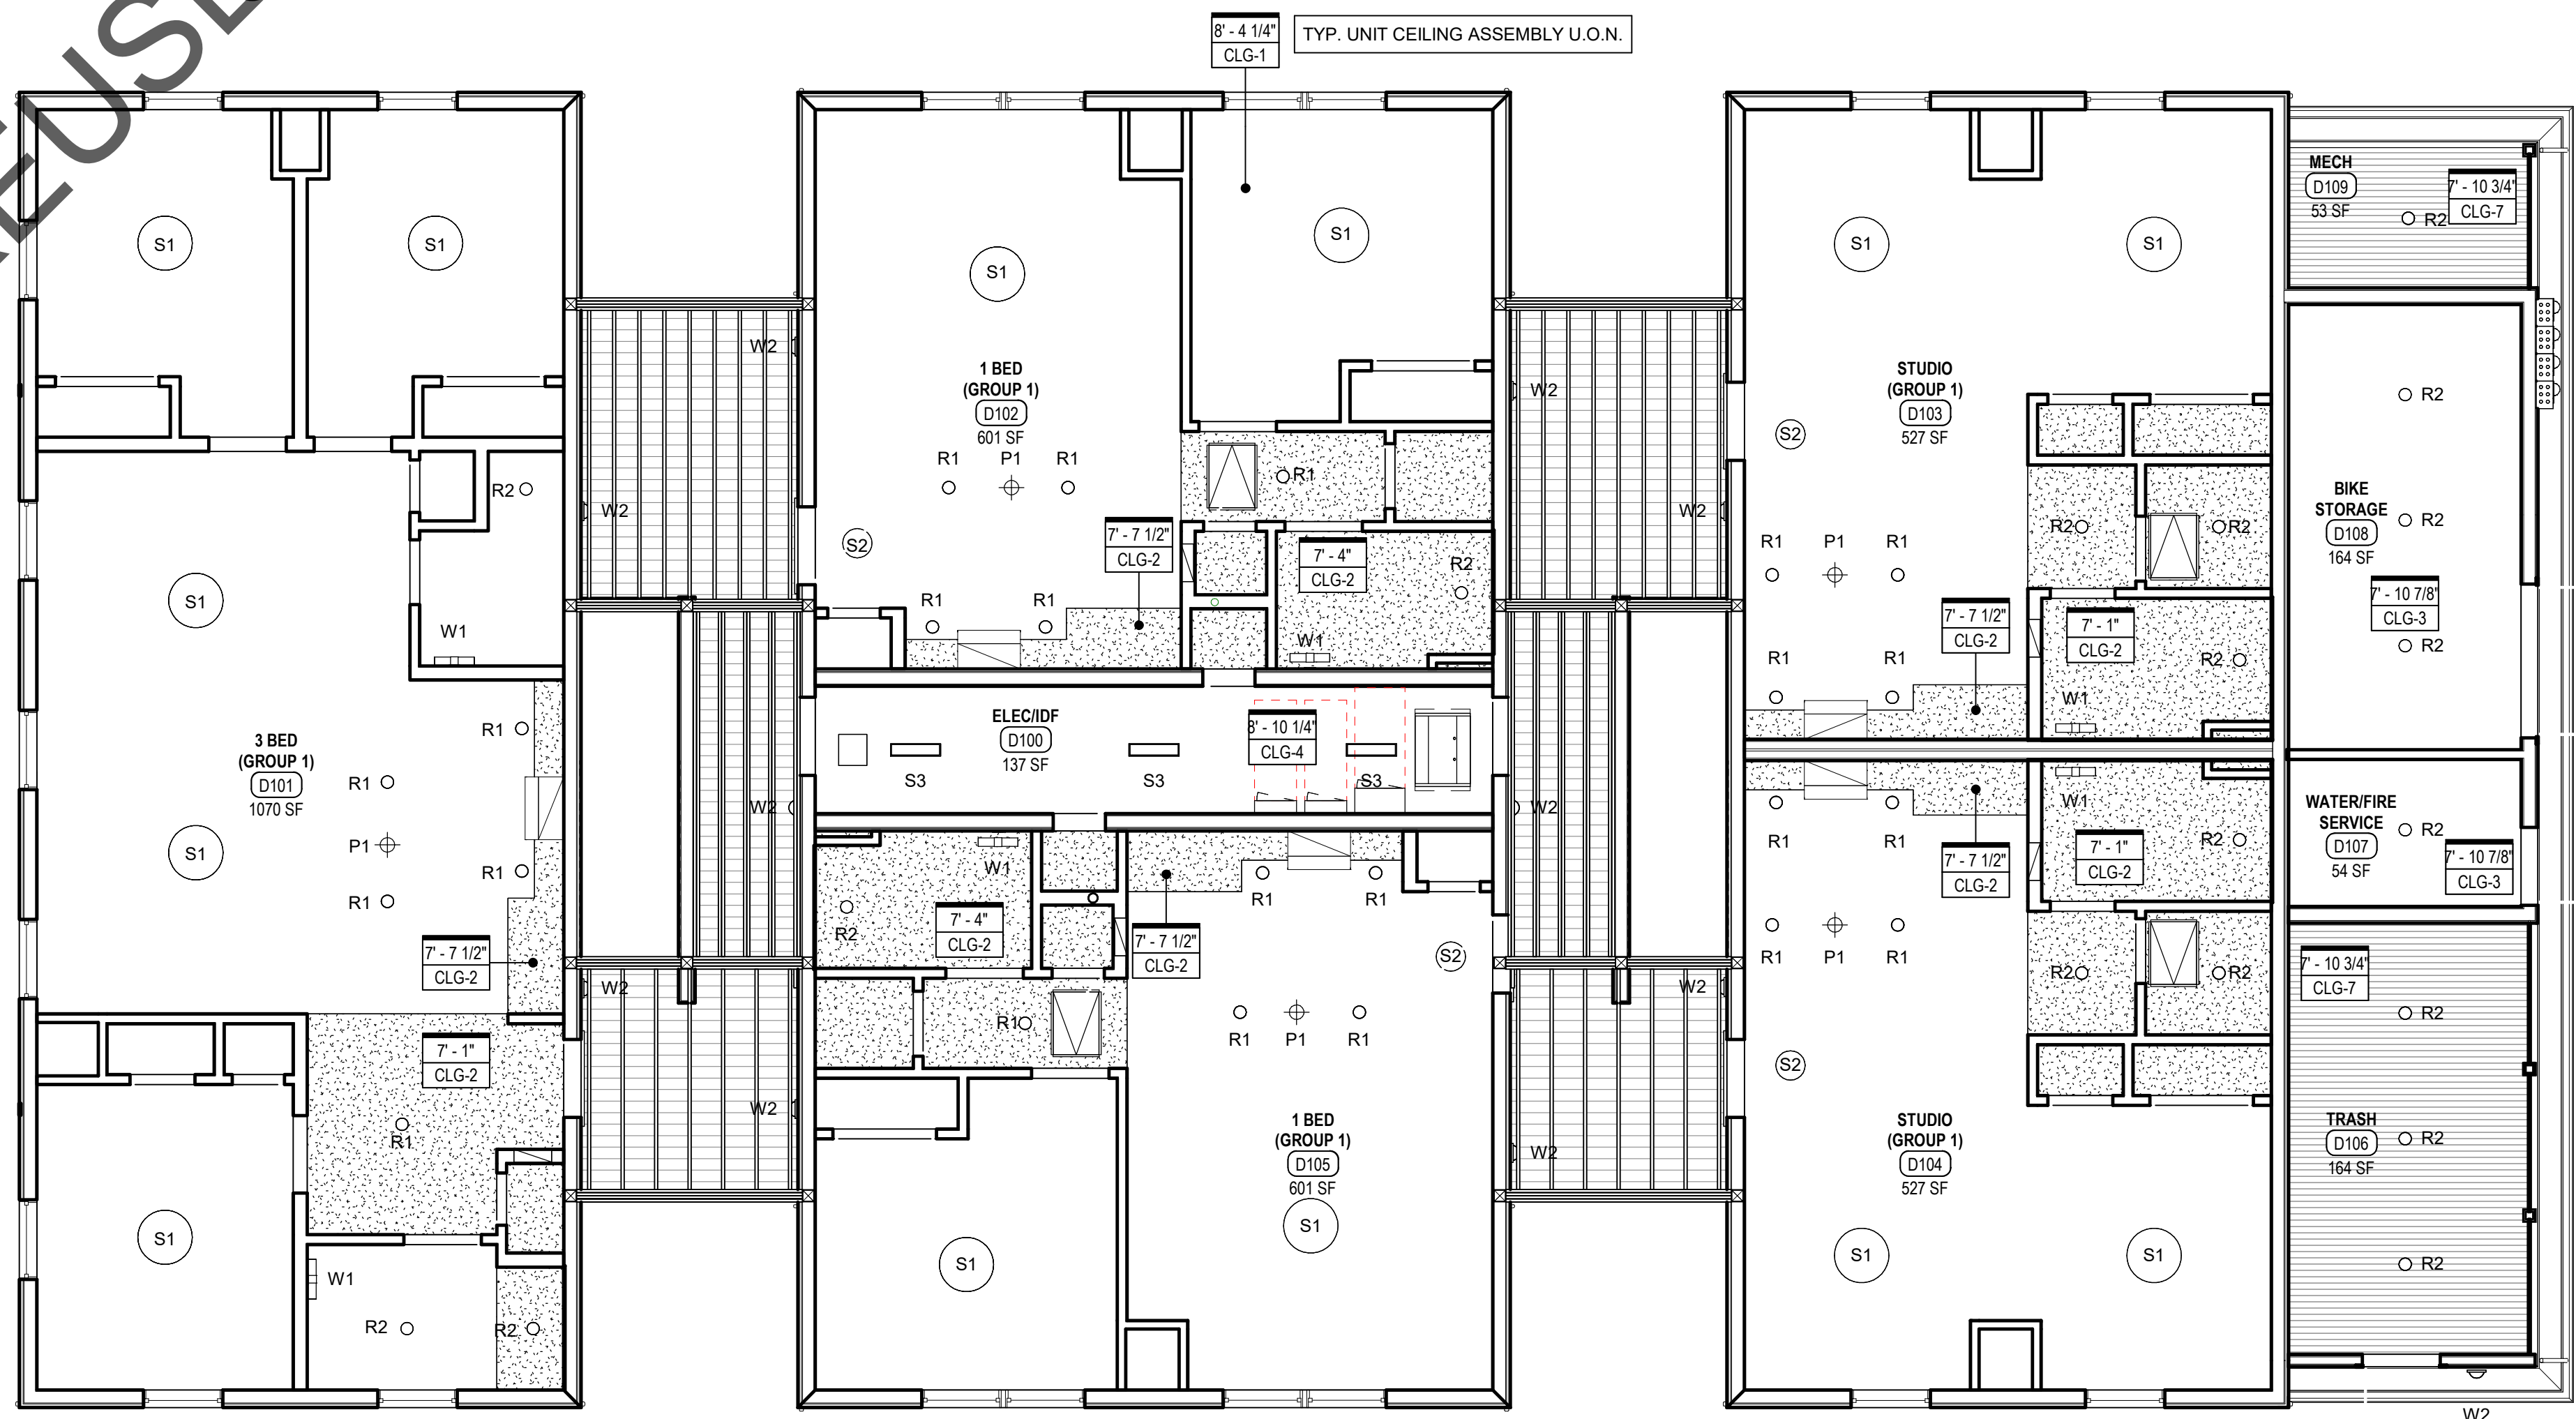 8' - 4 1/4"
CLG-1
TYP. UNIT CEILING ASSEMBLY U.O.N.
S1
S1
R2
W1
S1
S1
3 BED
(GROUP 1)
D101
1070 SF
R1
R1
P1
R1
R1
7' - 7 1/2"
CLG-2
7' - 1"
CLG-2
R1
S1
W1
R2
R2
W2
W2
W2
W2
W2
S1
S1
1 BED
(GROUP 1)
D102
601 SF
R1
P1
R1
R1
S2
7' - 7 1/2"
CLG-2
7' - 4"
CLG-2
R2
R1
R1
W1
ELEC/IDF
D100
137 SF
8' - 10 1/4"
CLG-4
S3
S3
S3
W1
R2
7' - 4"
CLG-2
7' - 7 1/2"
CLG-2
R1
R1
S2
R1
R1
P1
R1
1 BED
(GROUP 1)
D105
601 SF
S1
S1
W2
W2
W2
W2
W2
S1
S1
STUDIO
(GROUP 1)
D103
527 SF
S2
R1
P1
R1
R2
R2
7' - 7 1/2"
CLG-2
7' - 1"
CLG-2
R1
R1
R2
W1
W1
R1
R1
R2
7' - 7 1/2"
CLG-2
7' - 1"
CLG-2
R1
P1
R1
R2
R2
S2
STUDIO
(GROUP 1)
D104
527 SF
S1
S1
MECH
D109
53 SF
7' - 10 3/4"
CLG-7
R2
R2
BIKE
STORAGE
D108
164 SF
R2
7' - 10 7/8"
CLG-3
R2
WATER/FIRE
SERVICE
D107
54 SF
R2
7' - 10 7/8"
CLG-3
7' - 10 3/4"
CLG-7
R2
TRASH
D106
164 SF
R2
R2
W2